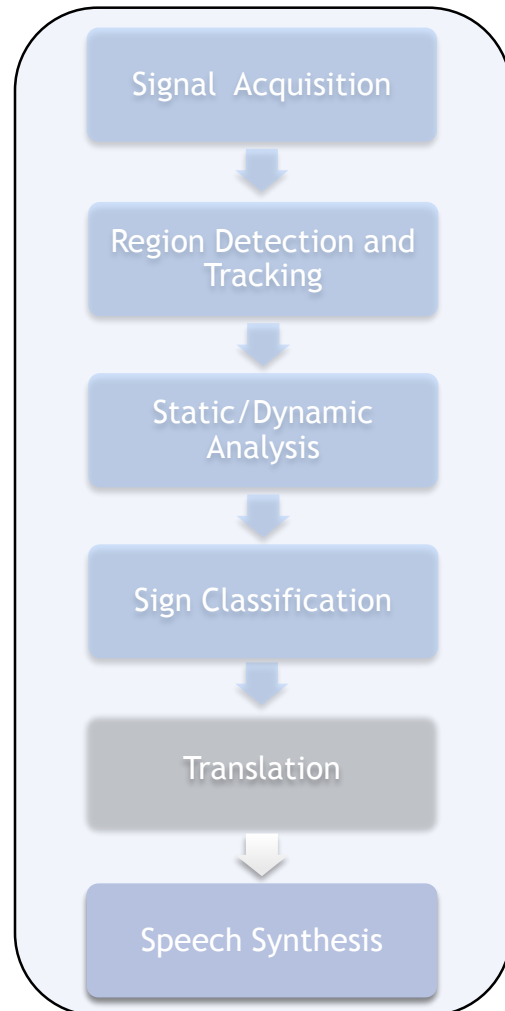 Signal Acquisition
Region Detection and
Tracking
Static/Dynamic
Analysis
Sign Classification
Translation
Speech Synthesis